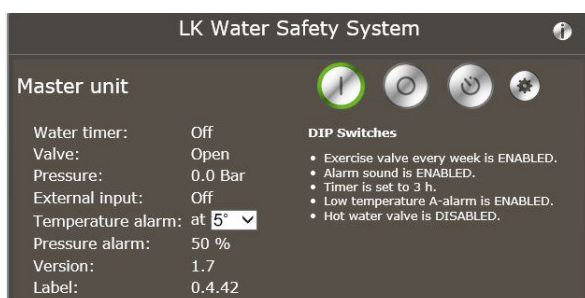 LK Water Safety System
Master unit
Water timer: Off
Valve: Open
Pressure: 0.0 Bar
External input: Off
Temperature alarm: at 5°
Pressure alarm: 50 %
Version: 1.7
Label: 0.4.42
DIP Switches
• Exercise valve every week is ENABLED.
• Alarm sound is ENABLED.
• Timer is set to 3 h.
• Low temperature A-alarm is ENABLED.
• Hot water valve is DISABLED.